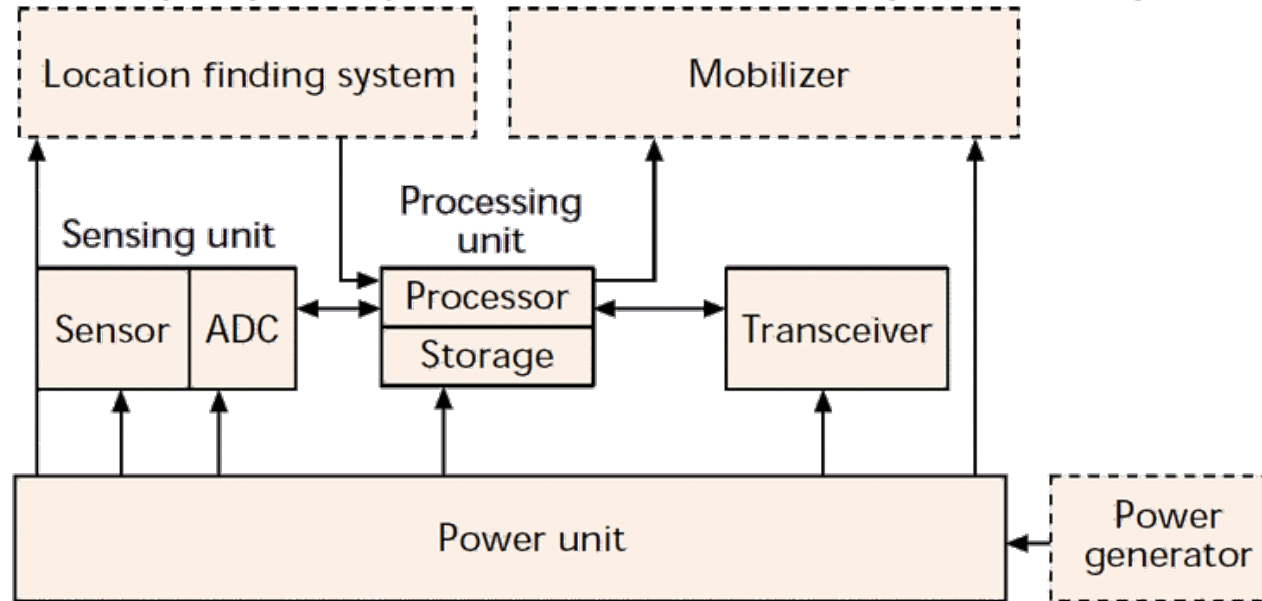 Location finding system
Mobilizer
Processing
unit
Sensing unit
Sensor
ADC
Processor
Storage
Transceiver
Power unit
Power
generator